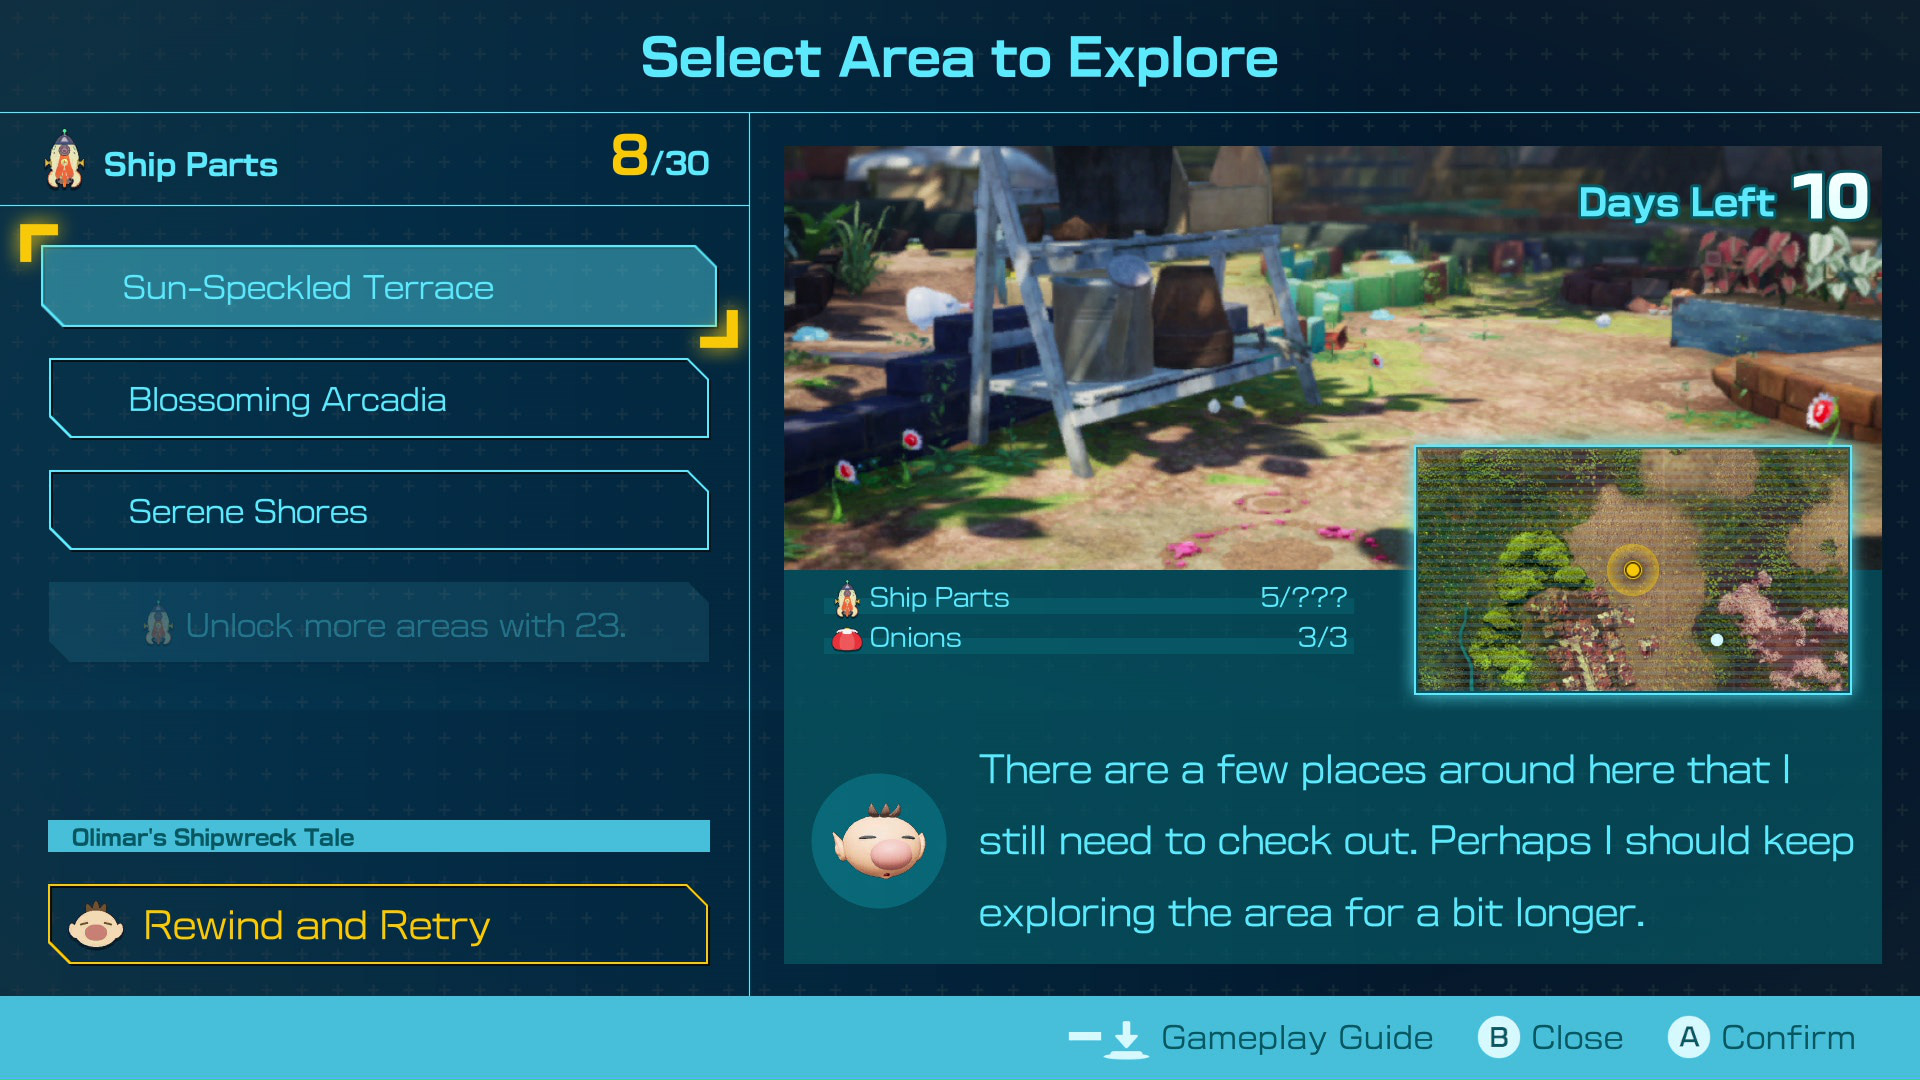 Select Area to Explore
Ship Parts 8/30
Sun-Speckled Terrace
Blossoming Arcadia
Serene Shores
Unlock more areas with 23.
Olimar's Shipwreck Tale
Rewind and Retry
Days Left 10
Ship Parts 5/???
Onions 3/3
There are a few places around here that I
still need to check out. Perhaps I should keep
exploring the area for a bit longer.
Gameplay Guide B Close A Confirm